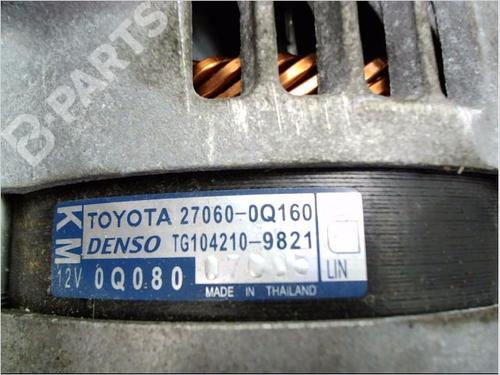 B-PARTS
KM
TOYOTA 27060-0Q160
DENSO TG104210-9821
12V 0Q080
LIN
MADE IN THAILAND